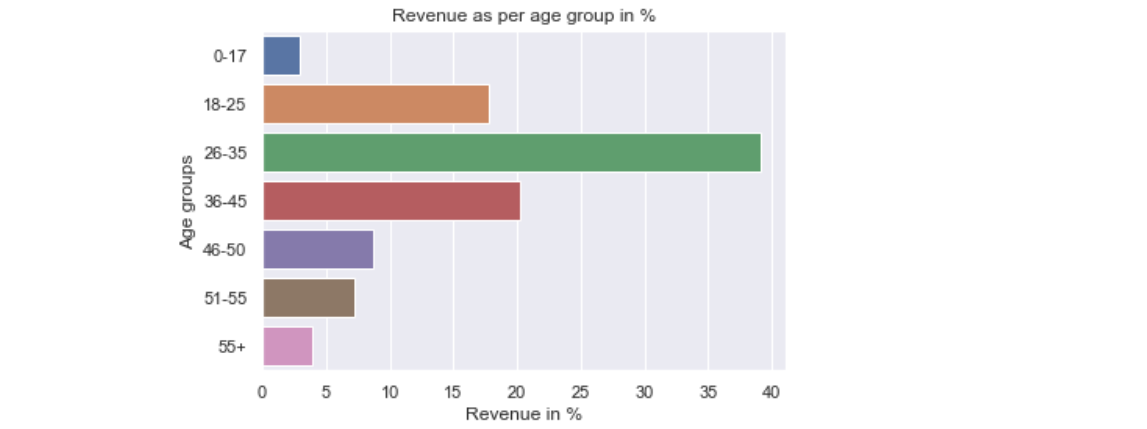 Revenue as per age group in %
0-17
18-25
26-35
36-45
46-50
51-55
55+
Age groups
0 5 10 15 20 25 30 35 40
Revenue in %